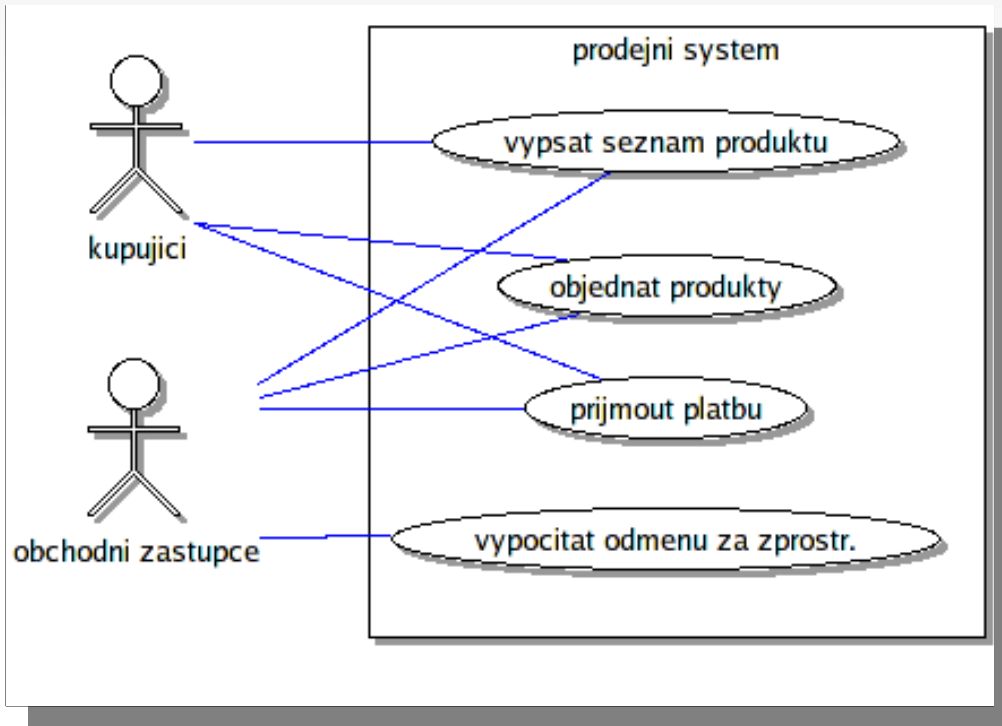 prodejni system
vypsat seznam produktu
kupujici
objednat produkty
prijmout platbu
obchodni zastupce
vypocitat odmenu za zprostr.